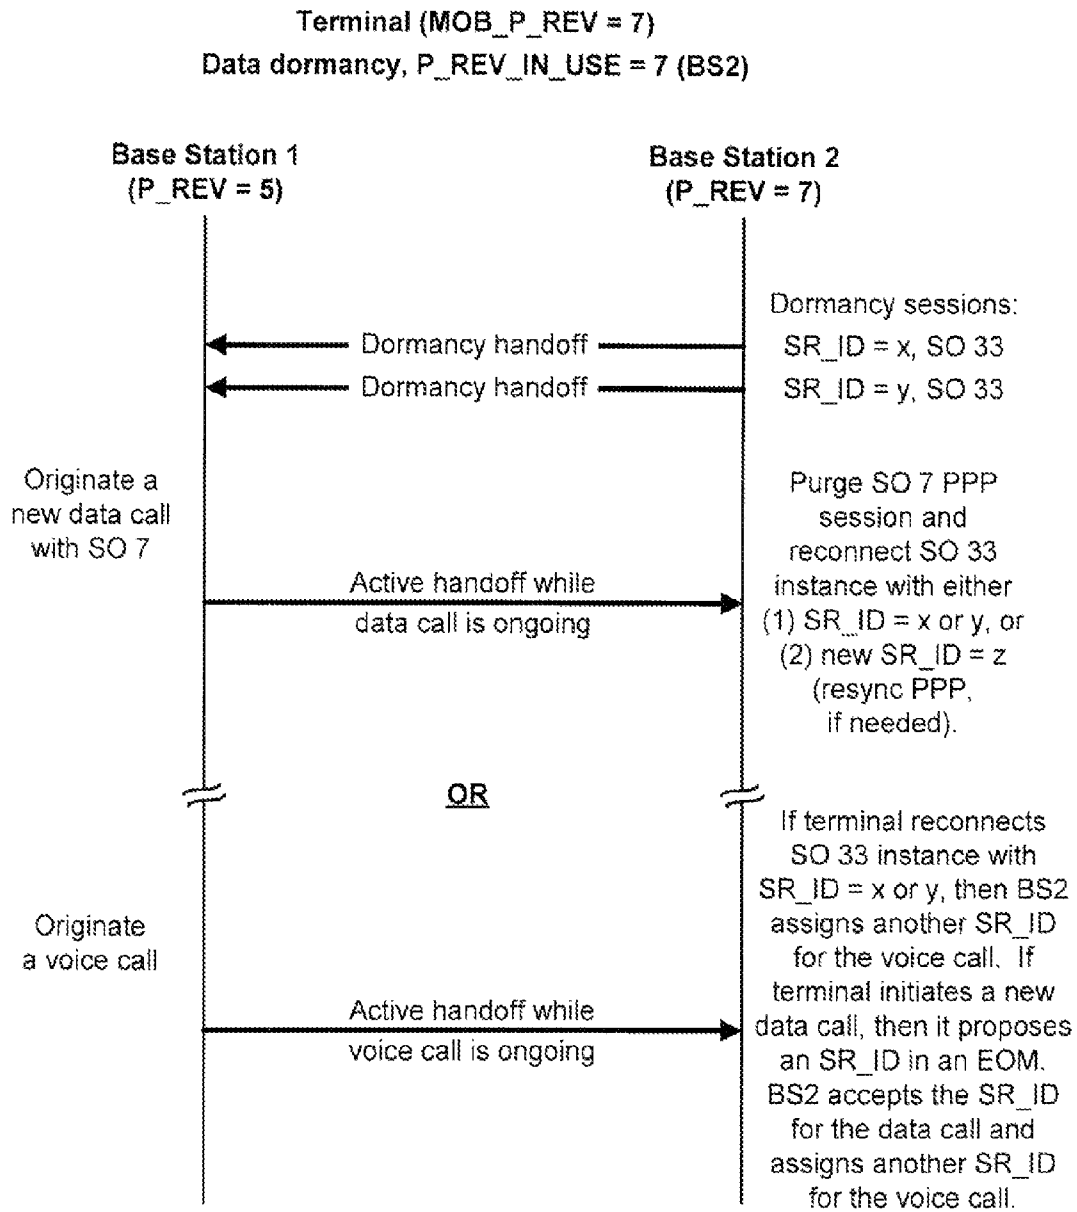 Terminal (MOB_P_REV = 7)
Data dormancy, P_REV_IN_USE = 7 (BS2)
Base Station 1
(P_REV = 5)
Base Station 2
(P_REV = 7)
Dormancy sessions:
Dormancy handoff
SR_ID = x, SO 33
Dormancy handoff
SR_ID = y, SO 33
Originate a
new data call
with SO 7
Active handoff while
data call is ongoing
Purge SO 7 PPP
session and
reconnect SO 33
instance with either
(1) SR_ID = x or y, or
(2) new SR_ID = z
(resync PPP,
if needed).
OR
Originate
a voice call
Active handoff while
voice call is ongoing
If terminal reconnects
SO 33 instance with
SR_ID = x or y, then BS2
assigns another SR_ID
for the voice call. If
terminal initiates a new
data call, then it proposes
an SR_ID in an EOM.
BS2 accepts the SR_ID
for the data call and
assigns another SR_ID
for the voice call.